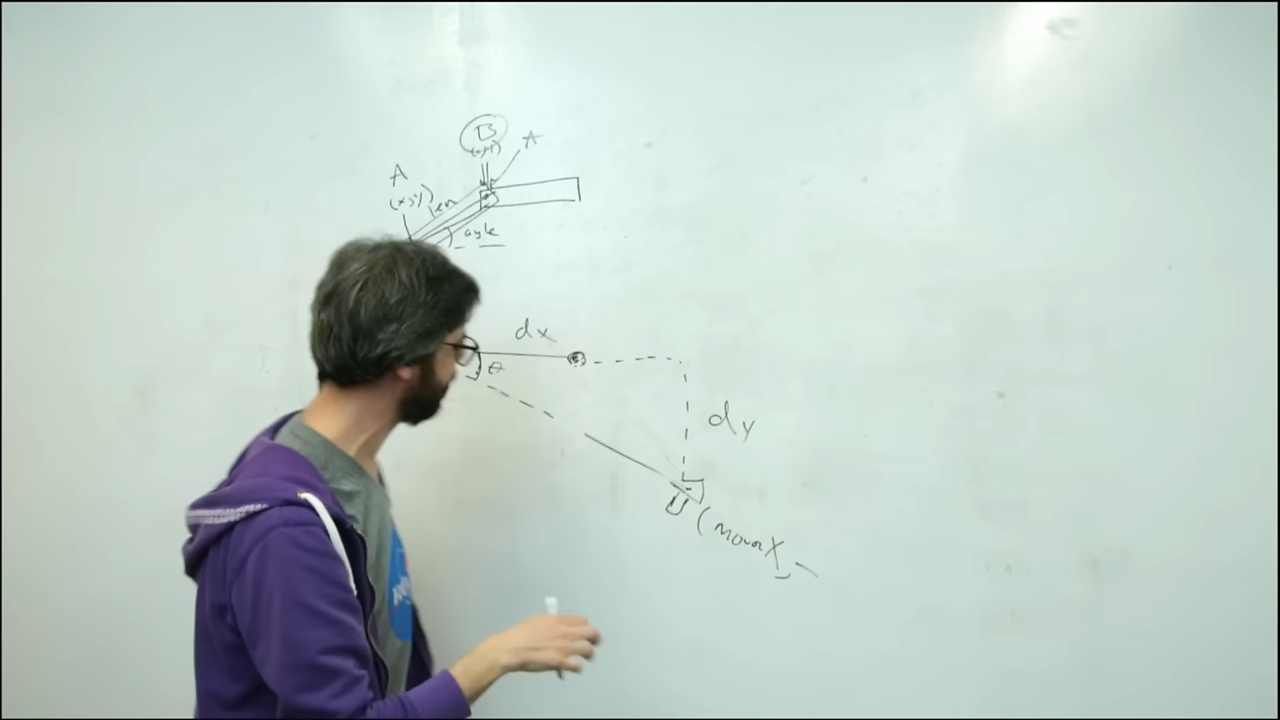 B
(x,y)
A
A
(x,y)
len
angle
dx
θ
dy
(mouseX,